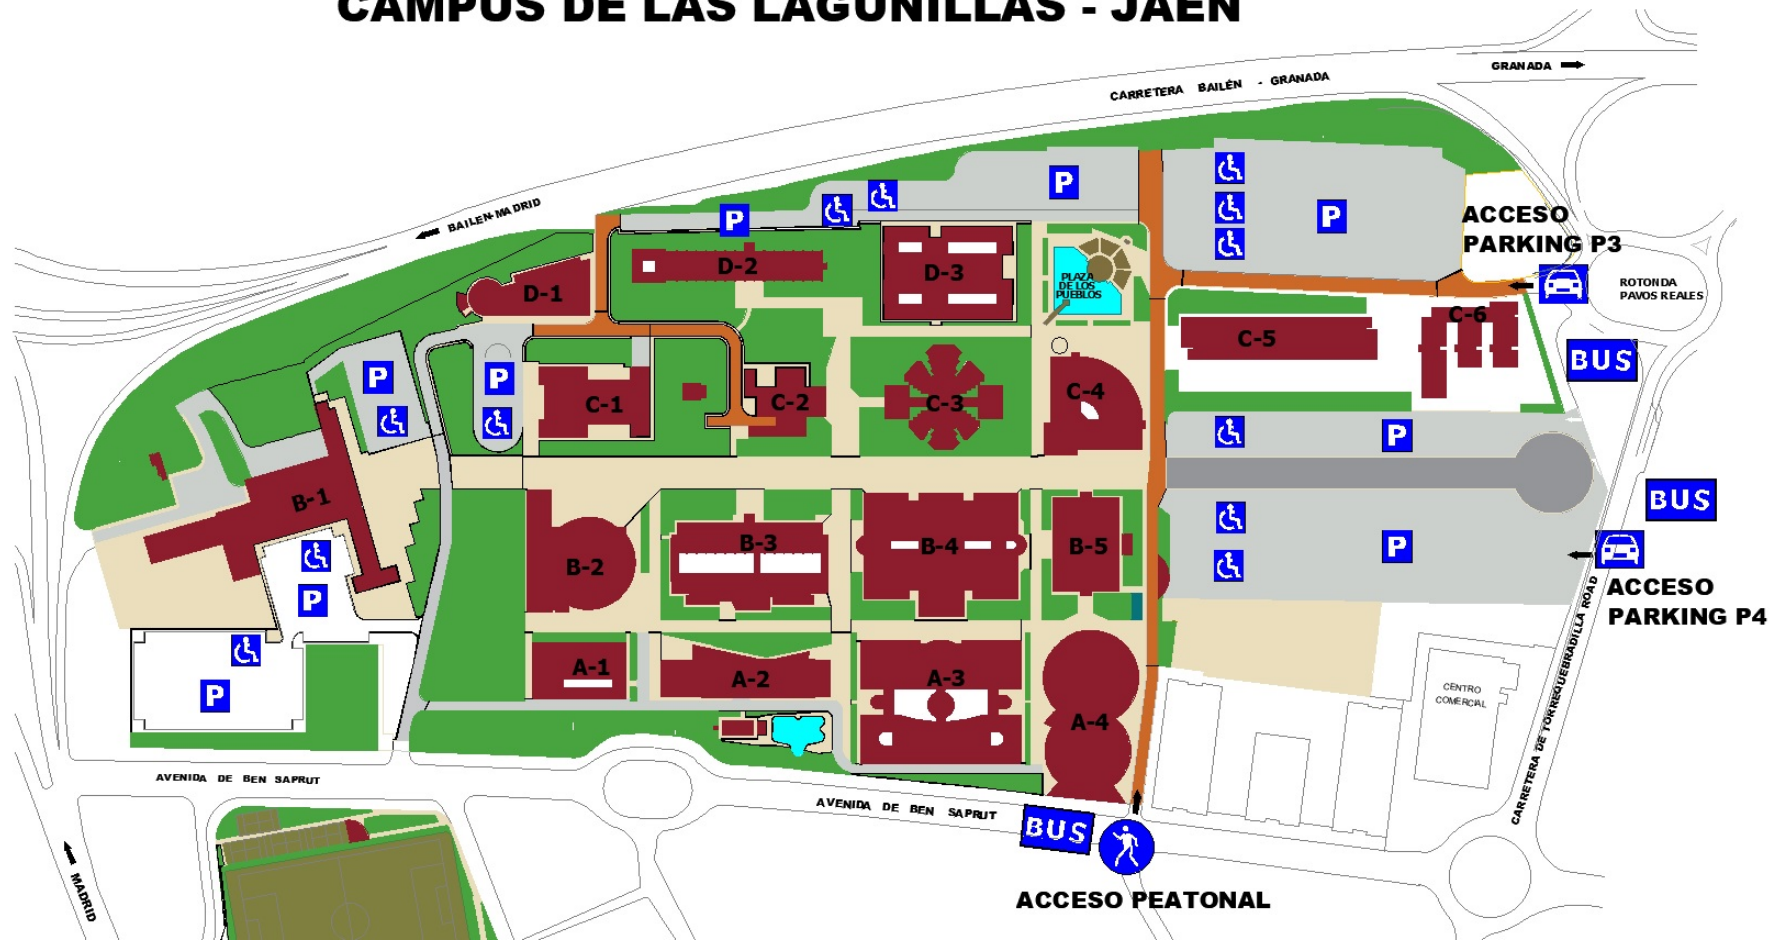 CAMPUS DE LAS LAGUNILLAS - JAEN
GRANADA
CARRETERA BAILÉN - GRANADA
BAILEN-MADRID
P
P
P
ACCESO
PARKING P3
D-2
D-3
D-1
PLAZA
DE LOS
PUEBLOS
ROTONDA
PAVOS REALES
C-6
C-5
BUS
P
P
C-1
C-2
C-3
C-4
P
B-1
BUS
B-2
B-3
B-4
B-5
P
ACCESO
PARKING P4
P
P
A-1
A-2
A-3
A-4
CENTRO
COMERCIAL
CARRETERA DE TORREQUEBRADILLA ROAD
AVENIDA DE BEN SAPRUT
AVENIDA DE BEN SAPRUT
BUS
MADRID
ACCESO PEATONAL